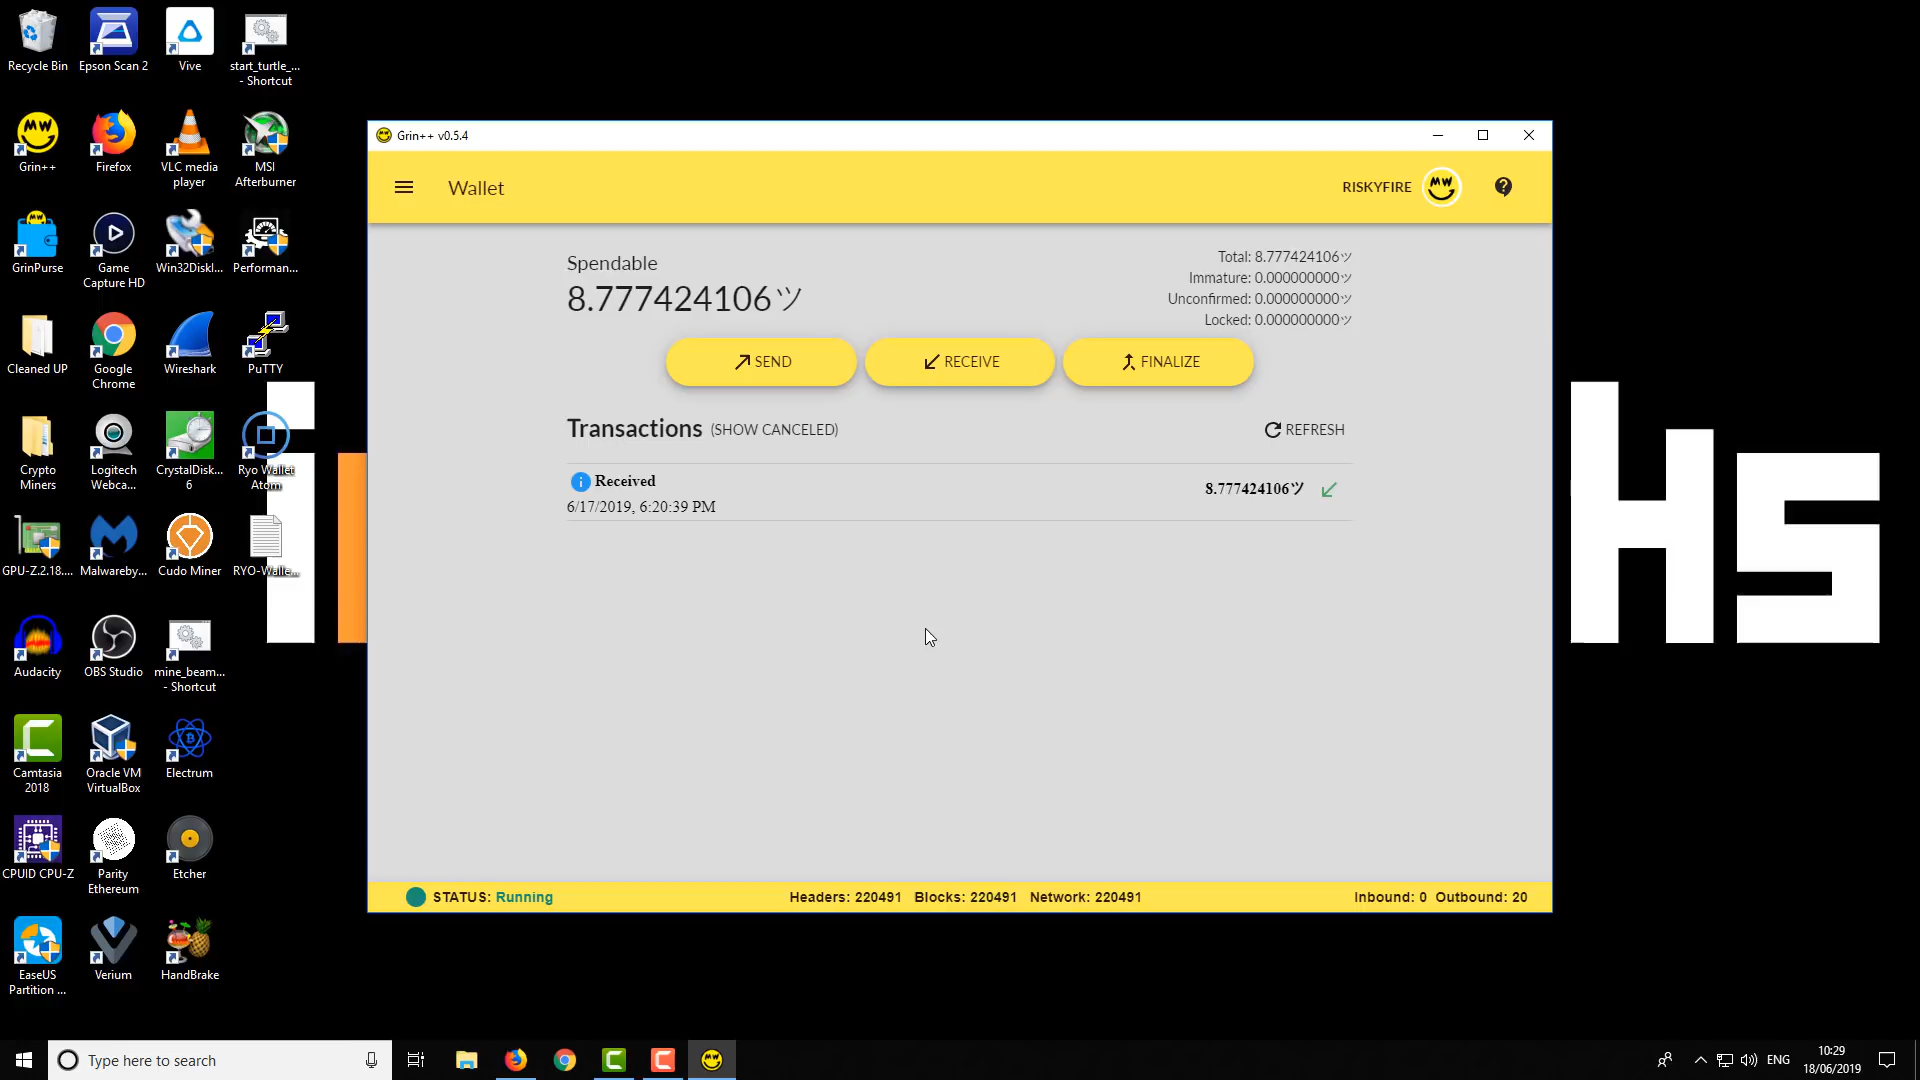 Recycle Bin
Epson Scan 2
Vive
start_turtle_...
- Shortcut
Grin++
Firefox
VLC media
player
MSI
Afterburner
GrinPurse
Game
Capture HD
Win32DiskI...
Performan...
Cleaned UP
Google
Chrome
Wireshark
PuTTY
Crypto
Miners
Logitech
Webca...
CrystalDisk...
6
Ryo Wallet
Atom
GPU-Z.2.18....
Malwareby...
Cudo Miner
RYO-Walle...
Audacity
OBS Studio
mine_beam...
- Shortcut
Camtasia
2018
Oracle VM
VirtualBox
Electrum
CPUID CPU-Z
Parity
Ethereum
Etcher
EaseUS
Partition ...
Verium
HandBrake
Grin++ v0.5.4
Wallet
RISKYFIRE
MW
Spendable
8.777424106ツ
Total: 8.777424106ツ
Immature: 0.000000000ツ
Unconfirmed: 0.000000000ツ
Locked: 0.000000000ツ
SEND
RECEIVE
FINALIZE
Transactions (SHOW CANCELED)
REFRESH
Received
8.777424106ツ
6/17/2019, 6:20:39 PM
STATUS: Running
Headers: 220491 Blocks: 220491 Network: 220491
Inbound: 0 Outbound: 20
hs
Type here to search
ENG
10:29
18/06/2019